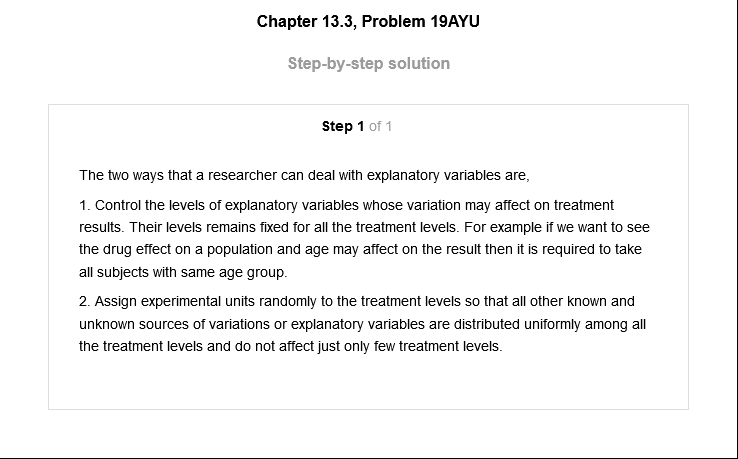 Chapter 13.3, Problem 19AYU
Step-by-step solution
Step 1 of 1
The two ways that a researcher can deal with explanatory variables are,
1. Control the levels of explanatory variables whose variation may affect on treatment
results. Their levels remains fixed for all the treatment levels. For example if we want to see
the drug effect on a population and age may affect on the result then it is required to take
all subjects with same age group.
2. Assign experimental units randomly to the treatment levels so that all other known and
unknown sources of variations or explanatory variables are distributed uniformly among all
the treatment levels and do not affect just only few treatment levels.